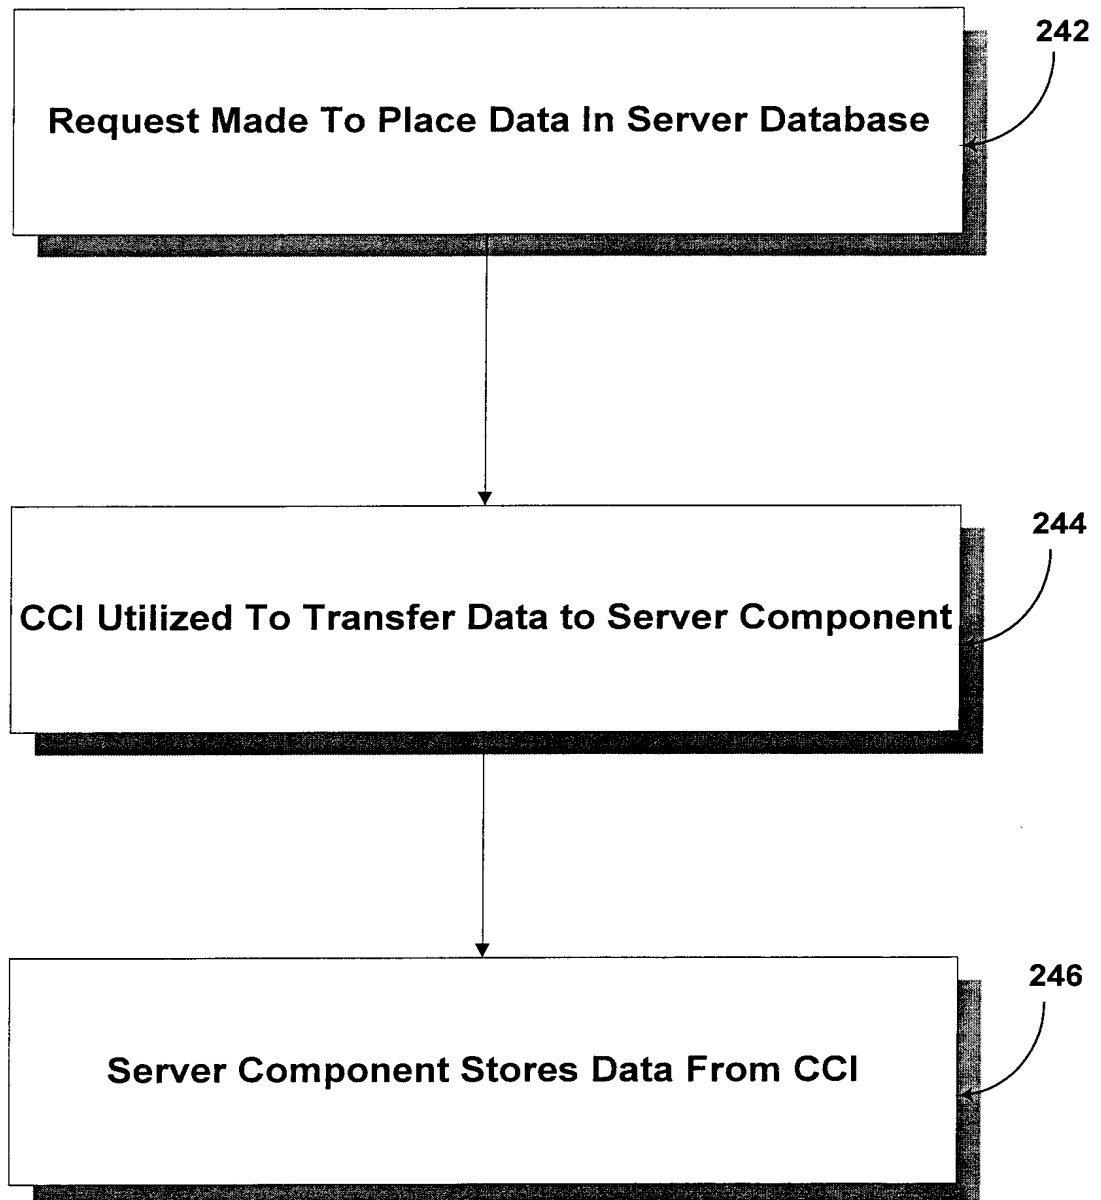 242
Request Made To Place Data In Server Database
244
CCI Utilized To Transfer Data to Server Component
246
Server Component Stores Data From CCI